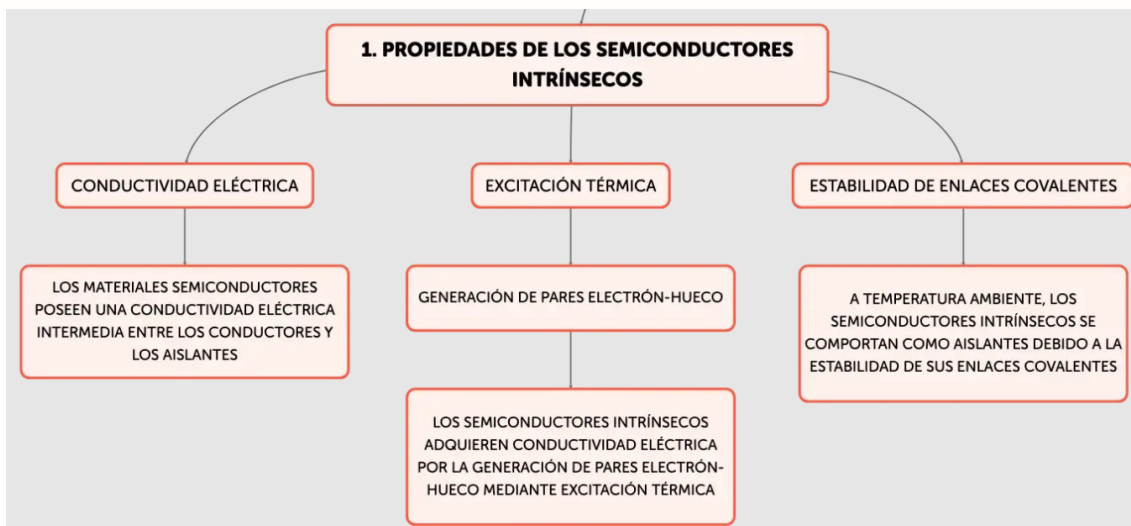 1. PROPIEDADES DE LOS SEMICONDUCTORES
INTRÍNSECOS
CONDUCTIVIDAD ELÉCTRICA
EXCITACIÓN TÉRMICA
ESTABILIDAD DE ENLACES COVALENTES
LOS MATERIALES SEMICONDUCTORES
POSEEN UNA CONDUCTIVIDAD ELÉCTRICA
INTERMEDIA ENTRE LOS CONDUCTORES Y
LOS AISLANTES
GENERACIÓN DE PARES ELECTRÓN-HUECO
A TEMPERATURA AMBIENTE, LOS
SEMICONDUCTORES INTRÍNSECOS SE
COMPORTAN COMO AISLANTES DEBIDO A LA
ESTABILIDAD DE SUS ENLACES COVALENTES
LOS SEMICONDUCTORES INTRÍNSECOS
ADQUIEREN CONDUCTIVIDAD ELÉCTRICA
POR LA GENERACIÓN DE PARES ELECTRÓN-
HUECO MEDIANTE EXCITACIÓN TÉRMICA